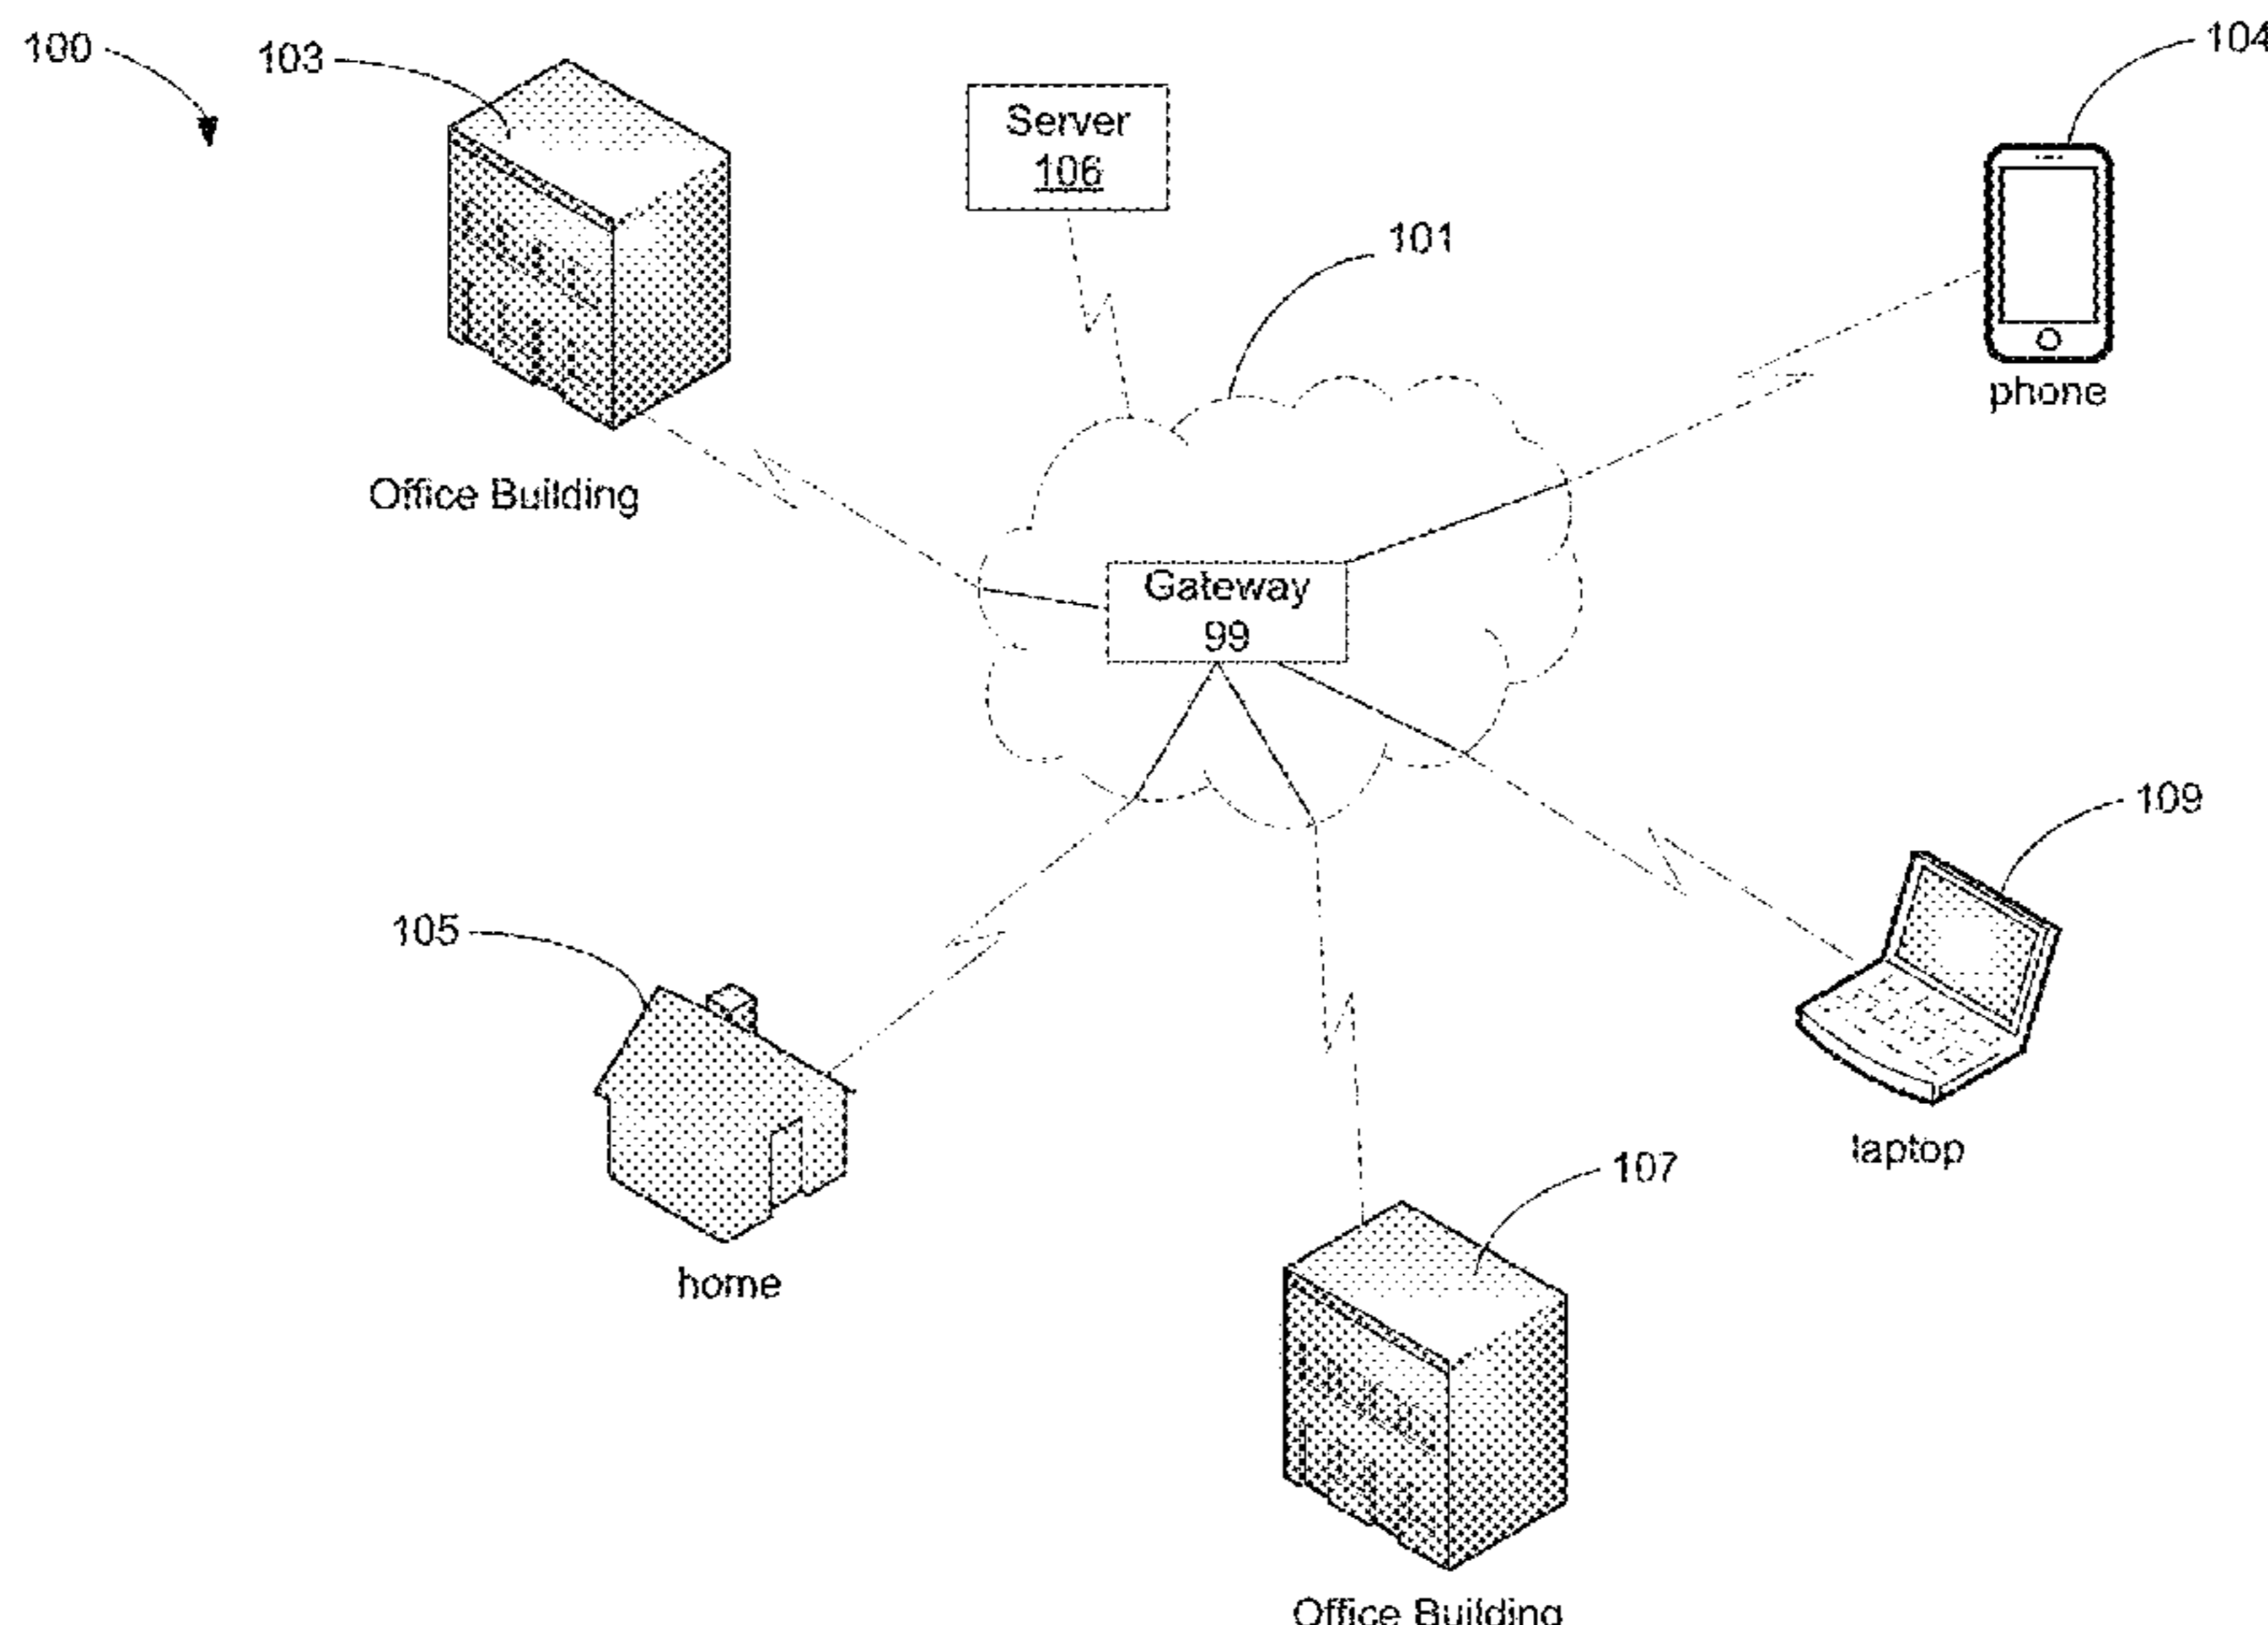 100
103
104
Server
106
101
phone
Office Building
Gateway
99
109
105
laptop
107
home
Office Building